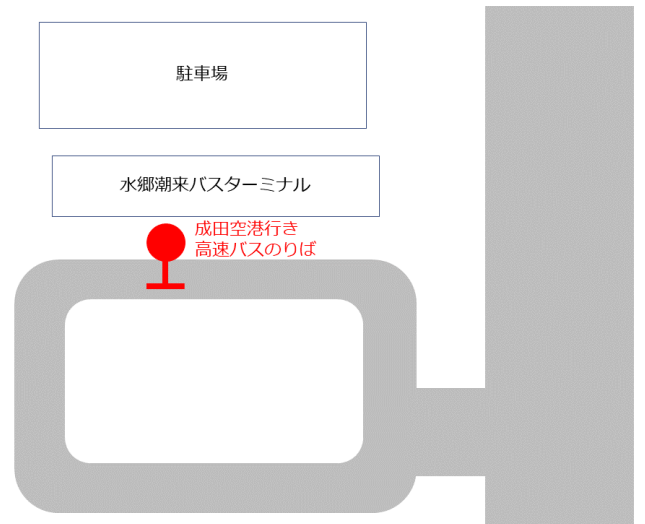 駐車場
水郷潮来バスターミナル
成田空港行き
高速バスのりば